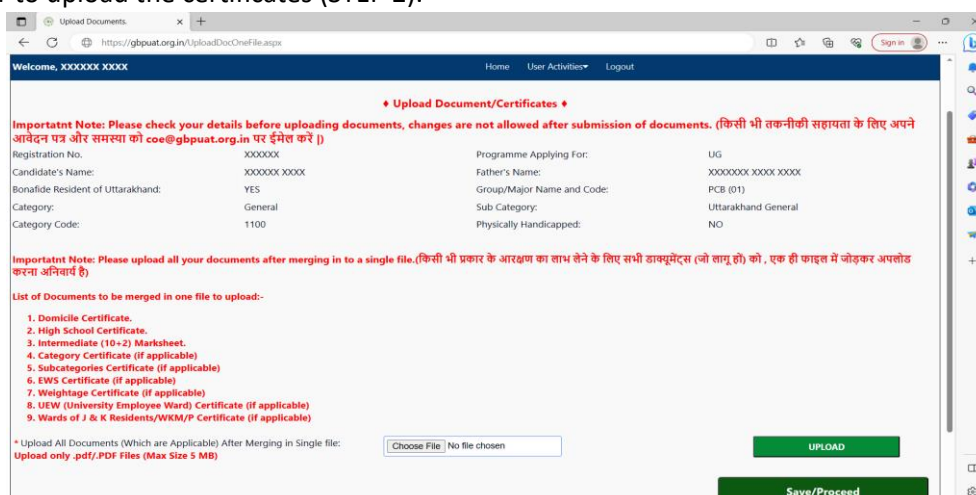 to upload the certificates (STEP 2).
Upload Documents.
https://gbpuat.org.in/UploadDocOneFile.aspx
Sign in
Welcome, XXXXXX XXXX
Home User Activities Logout
♦ Upload Document/Certificates ♦
Importatnt Note: Please check your details before uploading documents, changes are not allowed after submission of documents. (किसी भी तकनीकी सहायता के लिए अपने
आवेदन पत्र और समस्या को coe@gbpuat.org.in पर ईमेल करें |)
Registration No. XXXXXX Programme Applying For: UG
Candidate's Name: XXXXXX XXXX Father's Name: XXXXXXX XXXX XXXX
Bonafide Resident of Uttarakhand: YES Group/Major Name and Code: PCB (01)
Category: General Sub Category: Uttarakhand General
Category Code: 1100 Physically Handicapped: NO
Importatnt Note: Please upload all your documents after merging in to a single file.(किसी भी प्रकार के आरक्षण का लाभ लेने के लिए सभी डाक्यूमेंट्स (जो लागू हों) को , एक ही फाइल में जोड़कर अपलोड
करना अनिवार्य है)
List of Documents to be merged in one file to upload:-
1. Domicile Certificate.
2. High School Certificate.
3. Intermediate (10+2) Marksheet.
4. Category Certificate (if applicable)
5. Subcategories Certificate (if applicable)
6. EWS Certificate (if applicable)
7. Weightage Certificate (if applicable)
8. UEW (University Employee Ward) Certificate (if applicable)
9. Wards of J & K Residents/WKM/P Certificate (if applicable)
* Upload All Documents (Which are Applicable) After Merging in Single file: Choose File No file chosen UPLOAD
Upload only .pdf/.PDF Files (Max Size 5 MB)
Save/Proceed